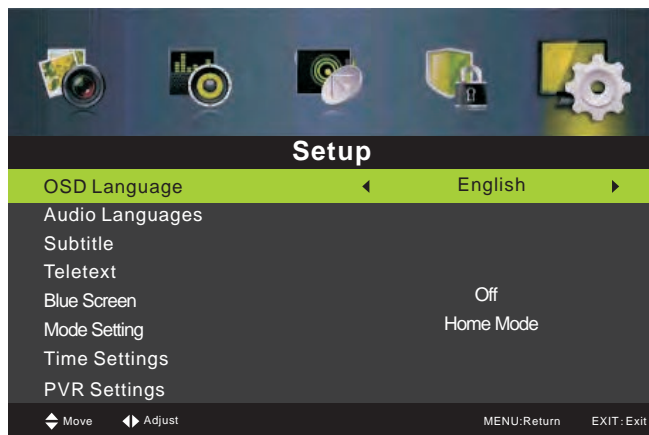 Setup
OSD Language English
Audio Languages
Subtitle
Teletext
Blue Screen Off
Mode Setting Home Mode
Time Settings
PVR Settings
Move Adjust MENU:Return EXIT:Exit